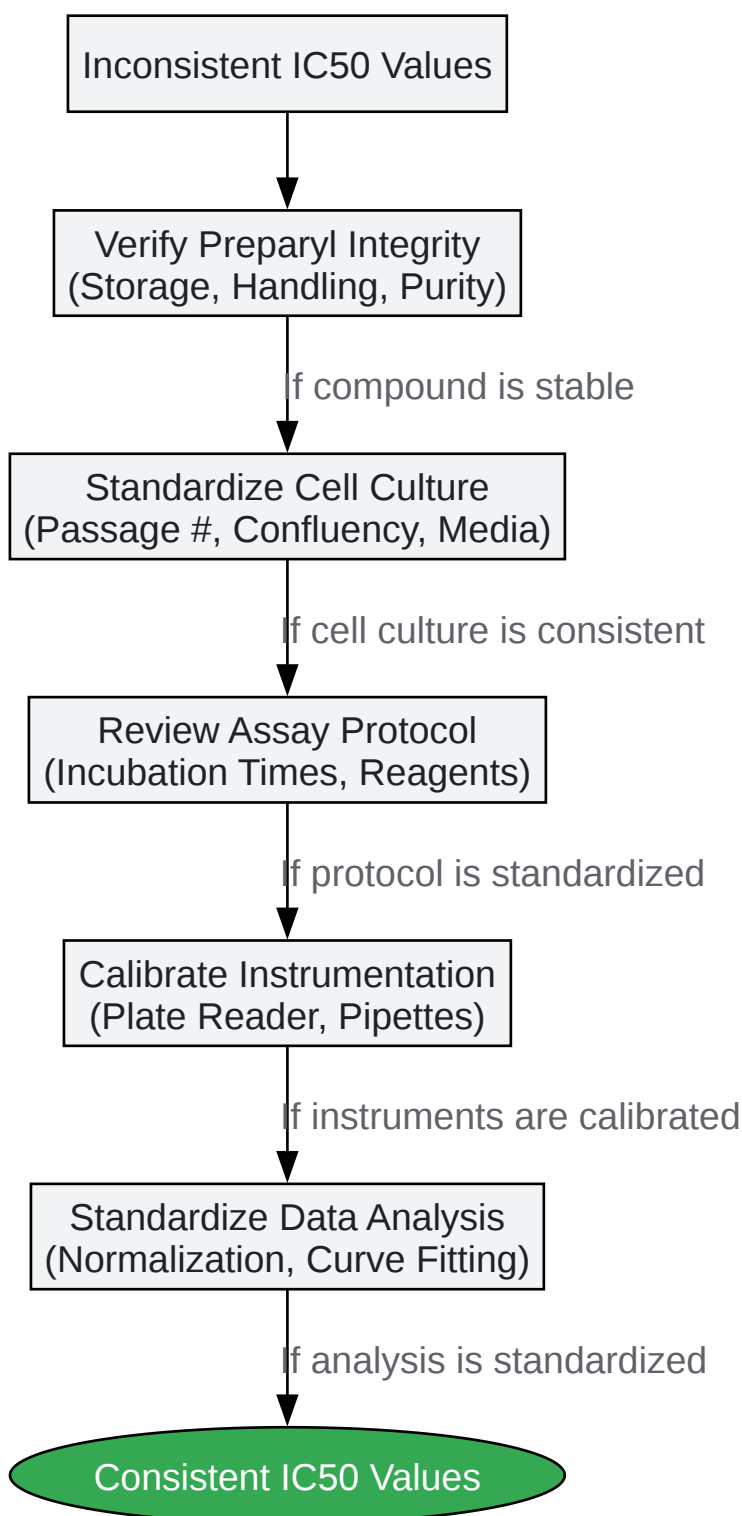 Inconsistent IC50 Values
Verify Preparyl Integrity
(Storage, Handling, Purity)
If compound is stable
Standardize Cell Culture
(Passage #, Confluency, Media)
If cell culture is consistent
Review Assay Protocol
(Incubation Times, Reagents)
If protocol is standardized
Calibrate Instrumentation
(Plate Reader, Pipettes)
If instruments are calibrated
Standardize Data Analysis
(Normalization, Curve Fitting)
If analysis is standardized
Consistent IC50 Values